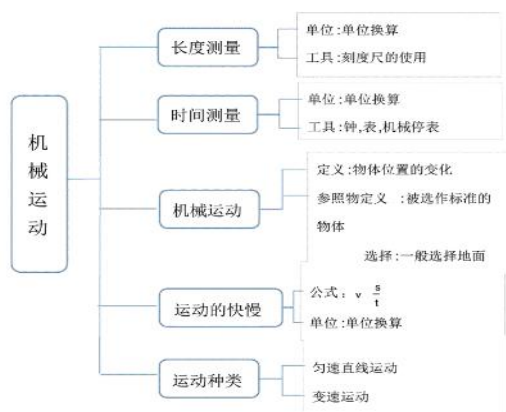 机械运动
长度测量
单位:单位换算
工具:刻度尺的使用
时间测量
单位:单位换算
工具:钟,表,机械停表
机械运动
定义:物体位置的变化
参照物定义 :被选作标准的
物体
选择:一般选择地面
运动的快慢
公式: v s/t
单位:单位换算
运动种类
匀速直线运动
变速运动